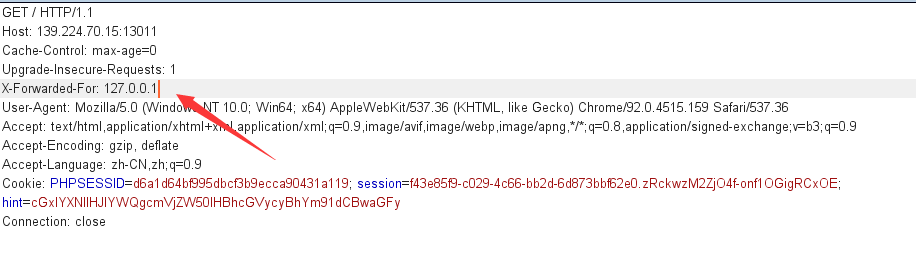 GET / HTTP/1.1
Host: 139.224.70.15:13011
Cache-Control: max-age=0
Upgrade-Insecure-Requests: 1
X-Forwarded-For: 127.0.0.1
User-Agent: Mozilla/5.0 (Windows NT 10.0; Win64; x64) AppleWebKit/537.36 (KHTML, like Gecko) Chrome/92.0.4515.159 Safari/537.36
Accept: text/html,application/xhtml+xml,application/xml;q=0.9,image/avif,image/webp,image/apng,*/*;q=0.8,application/signed-exchange;v=b3;q=0.9
Accept-Encoding: gzip, deflate
Accept-Language: zh-CN,zh;q=0.9
Cookie: PHPSESSID=d6a1d64bf995dbcf3b9ecca90431a119; session=f43e85f9-c029-4c66-bb2d-6d873bbf62e0.zRckwzM2ZjO4f-onf1OGigRCxOE;
hint=cGxlYXNlIHJlYWQgcmVjZW50IHBhcGVycyBhYm91dCBwaGFy
Connection: close